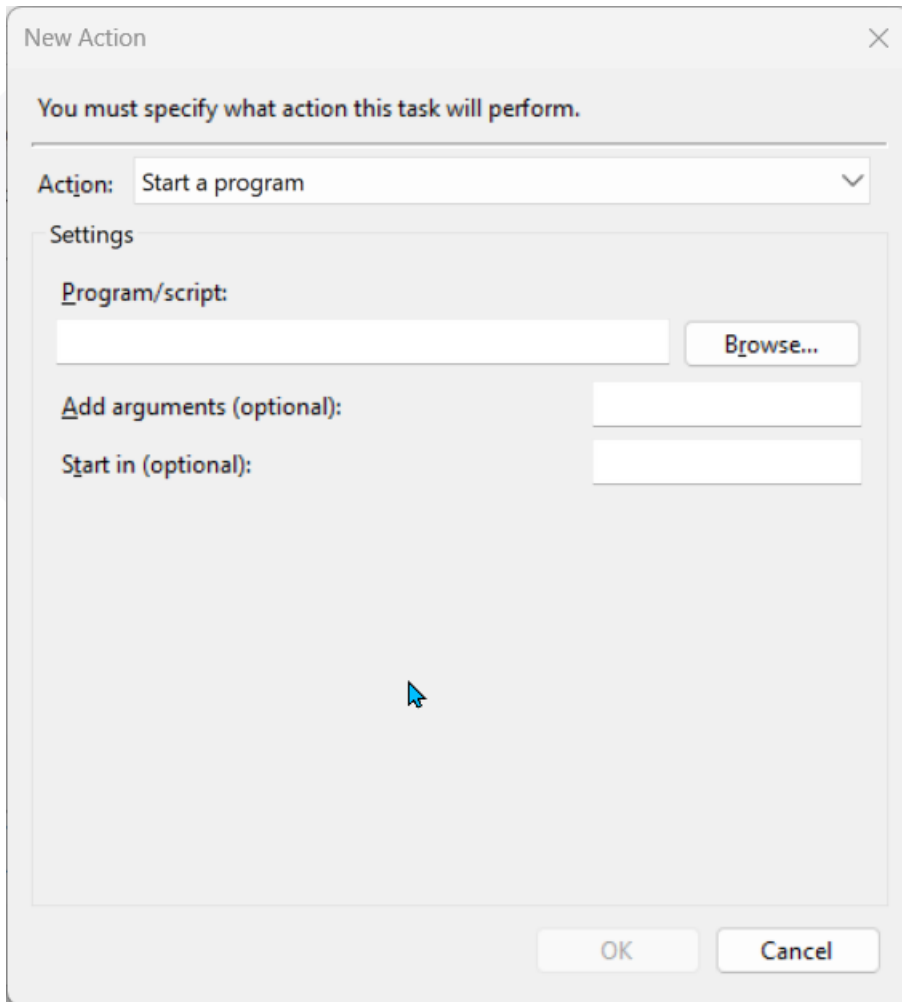 New Action
You must specify what action this task will perform.
Action: Start a program
Settings
Program/script:
Browse...
Add arguments (optional):
Start in (optional):
OK Cancel